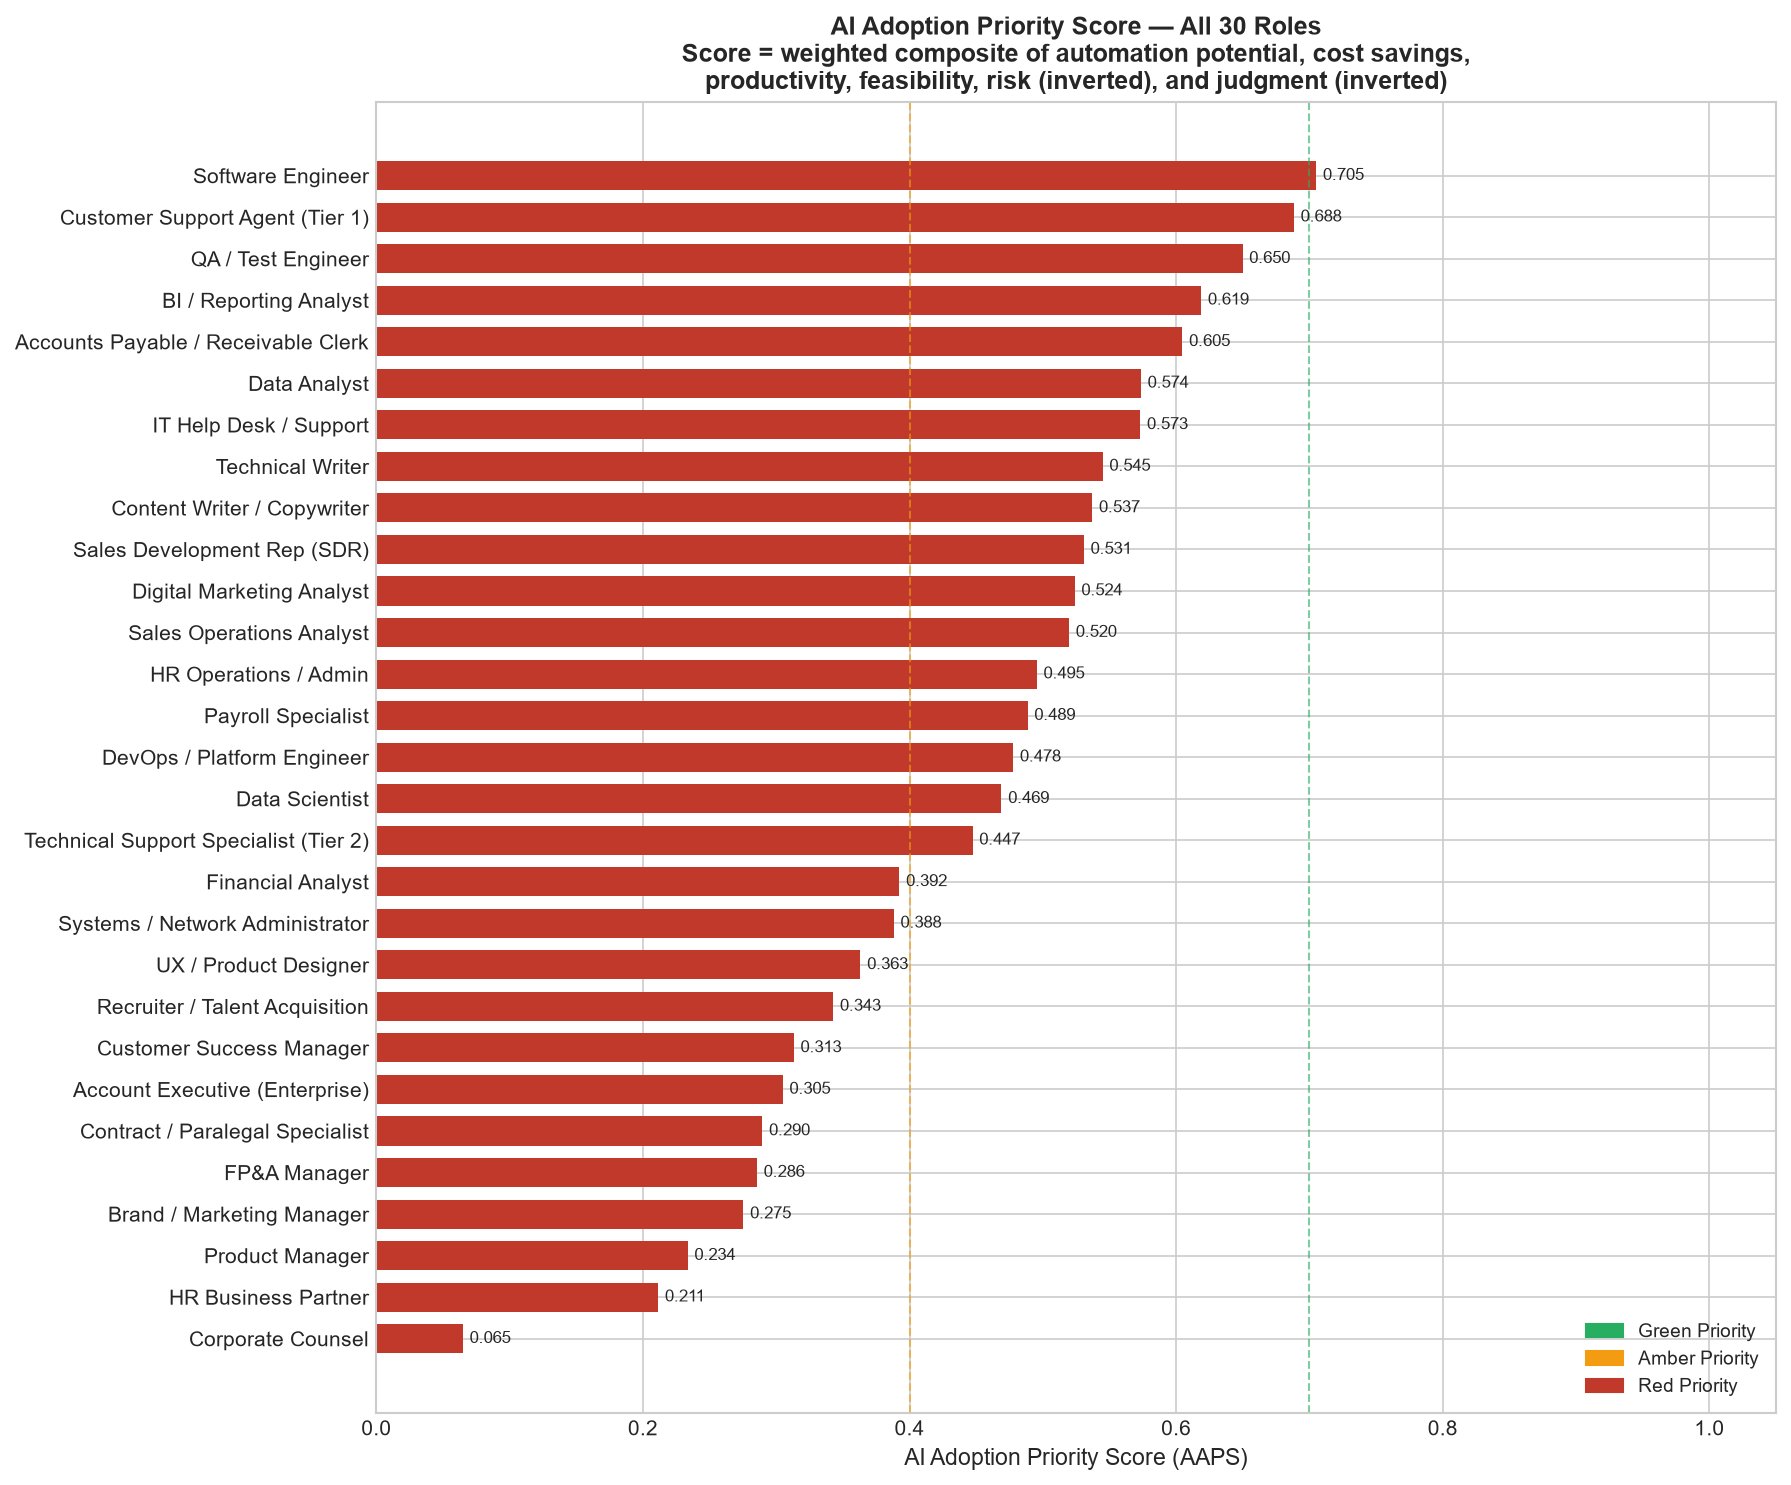 AI Adoption Priority Score — All 30 Roles
Score = weighted composite of automation potential, cost savings,
productivity, feasibility, risk (inverted), and judgment (inverted)
Software Engineer 0.705
Customer Support Agent (Tier 1) 0.688
QA / Test Engineer 0.650
BI / Reporting Analyst 0.619
Accounts Payable / Receivable Clerk 0.605
Data Analyst 0.574
IT Help Desk / Support 0.573
Technical Writer 0.545
Content Writer / Copywriter 0.537
Sales Development Rep (SDR) 0.531
Digital Marketing Analyst 0.524
Sales Operations Analyst 0.520
HR Operations / Admin 0.495
Payroll Specialist 0.489
DevOps / Platform Engineer 0.478
Data Scientist 0.469
Technical Support Specialist (Tier 2) 0.447
Financial Analyst 0.392
Systems / Network Administrator 0.388
UX / Product Designer 0.363
Recruiter / Talent Acquisition 0.343
Customer Success Manager 0.313
Account Executive (Enterprise) 0.305
Contract / Paralegal Specialist 0.290
FP&A Manager 0.286
Brand / Marketing Manager 0.275
Product Manager 0.234
HR Business Partner 0.211
Corporate Counsel 0.065
Green Priority
Amber Priority
Red Priority
0.0 0.2 0.4 0.6 0.8 1.0
AI Adoption Priority Score (AAPS)